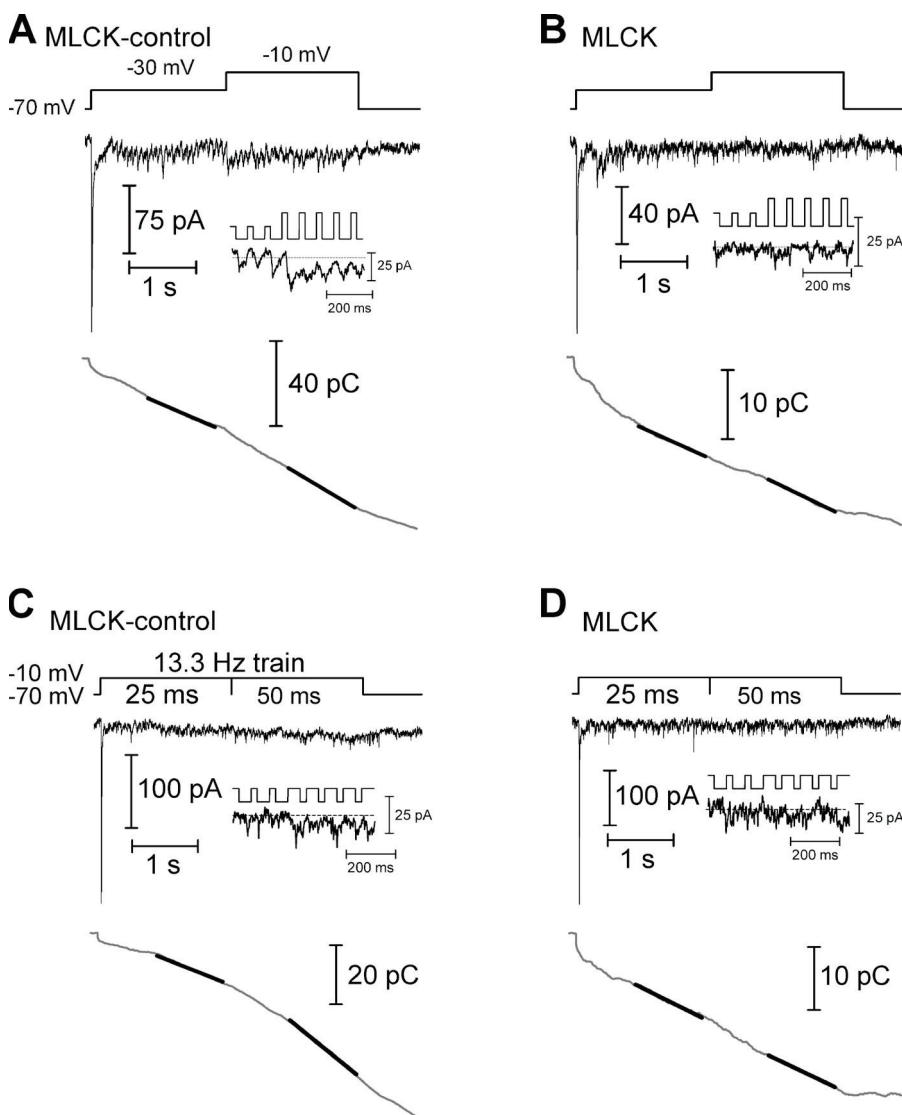 A MLCK-control
-30 mV
-10 mV
-70 mV
75 pA
1 s
25 pA
200 ms
40 pC
B MLCK
40 pA
1 s
25 pA
200 ms
10 pC
C MLCK-control
-10 mV
-70 mV
13.3 Hz train
25 ms
50 ms
100 pA
1 s
25 pA
200 ms
20 pC
D MLCK
25 ms
50 ms
100 pA
1 s
25 pA
200 ms
10 pC